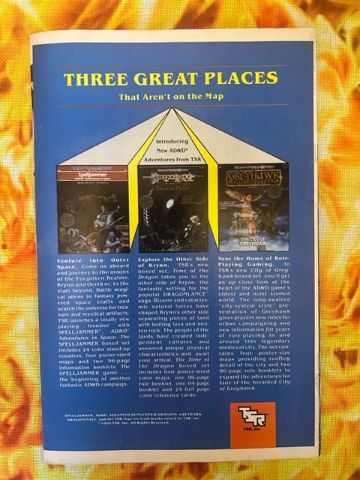 THREE GREAT PLACES
That Aren't on the Map
Introducing
New AD&D®
Adventures from TSR
Spelljammer
GREYHAWK
Venture into Outer
Space. Come on aboard
and journey to the moons
of the Forgotten Realms,
Krynn and Oerth or, to the
stars beyond. Battle magi-
cal aliens in fantasy pow-
ered space crafts and
search the universe for trea-
sure and mystical artifacts.
TSR launches a totally new
playing frontier with
SPELLJAMMER™ AD&D
Adventures in Space. The
SPELLJAMMER boxed set
includes 24 color stand-up
counters, four poster-sized
maps and two 96-page
information booklets. The
SPELLJAMMER game . . .
the beginning of another
fantastic AD&D campaign.
Explore the Other Side
of Krynn. TSR's new
boxed set, Time of the
Dragon takes you to the
other side of Krynn, the
fantastic setting for the
popular DRAGONLANCE®
saga. Bizarre and cataclys-
mic natural forces have
shaped Krynn's other side
separating pieces of land
with boiling lava and mol-
ten rock. The people of the
lands have created inde-
pendent cultures and
assumed unique physical
characteristics and, await
your arrival. The Time of
The Dragon boxed set
includes four poster-sized
color maps, one 96-page
rule booklet, one 64-page
booklet and 24 full page
color reference cards.
Tour the Home of Role-
Playing Gaming. In
TSR's new City of Grey-
hawk boxed set, you'll get
an up close look at the
heart of the AD&D game's
oldest and most storied
world. The long-awaited
"city-system style" pre-
sentation of Greyhawk
gives players new rules for
urban campaigning and
new information for years
of role playing in and
around this legendary
medieval city. The set con-
tains four poster-size
maps providing rooftop
detail of the city and two
96-page rule booklets to
expand the adventures for
fans of the heralded City
of Greyhawk.
TSR
TSR, Inc.